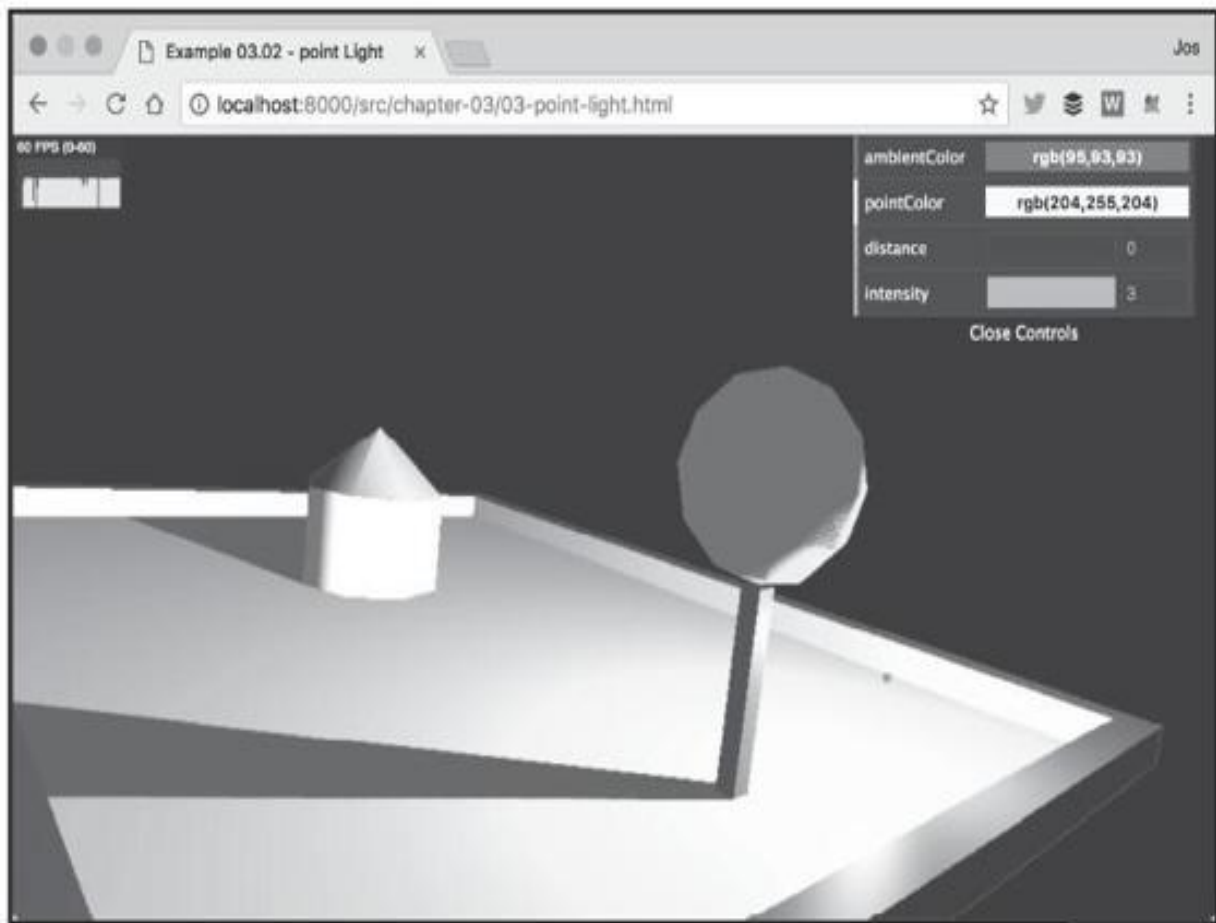 Example 03.02 - point Light ×
Jos
localhost:8000/src/chapter-03/03-point-light.html
W
60 FPS (0-60)
ambientColor rgb(95,93,93)
pointColor rgb(204,255,204)
distance 0
intensity 3
Close Controls